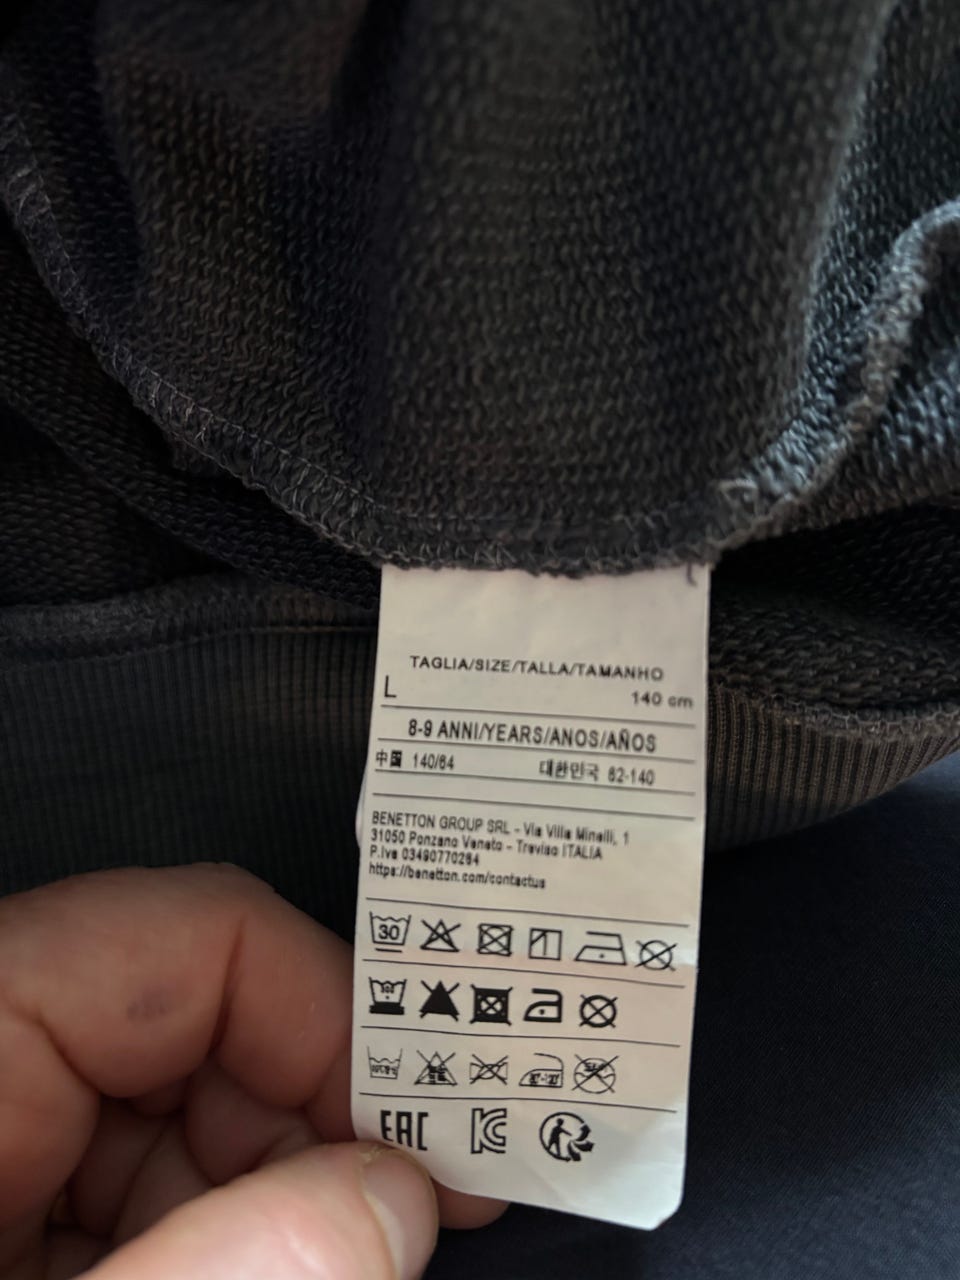 TAGLIA/SIZE/TALLA/TAMANHO
L 140 cm
8-9 ANNI/YEARS/ANOS/AÑOS
中国 140/64 대한민국 62-140
BENETTON GROUP SRL - Via Villa Minelli, 1
31050 Ponzano Veneto - Treviso ITALIA
P.Iva 03490770264
https://benetton.com/contactus
30
EAC